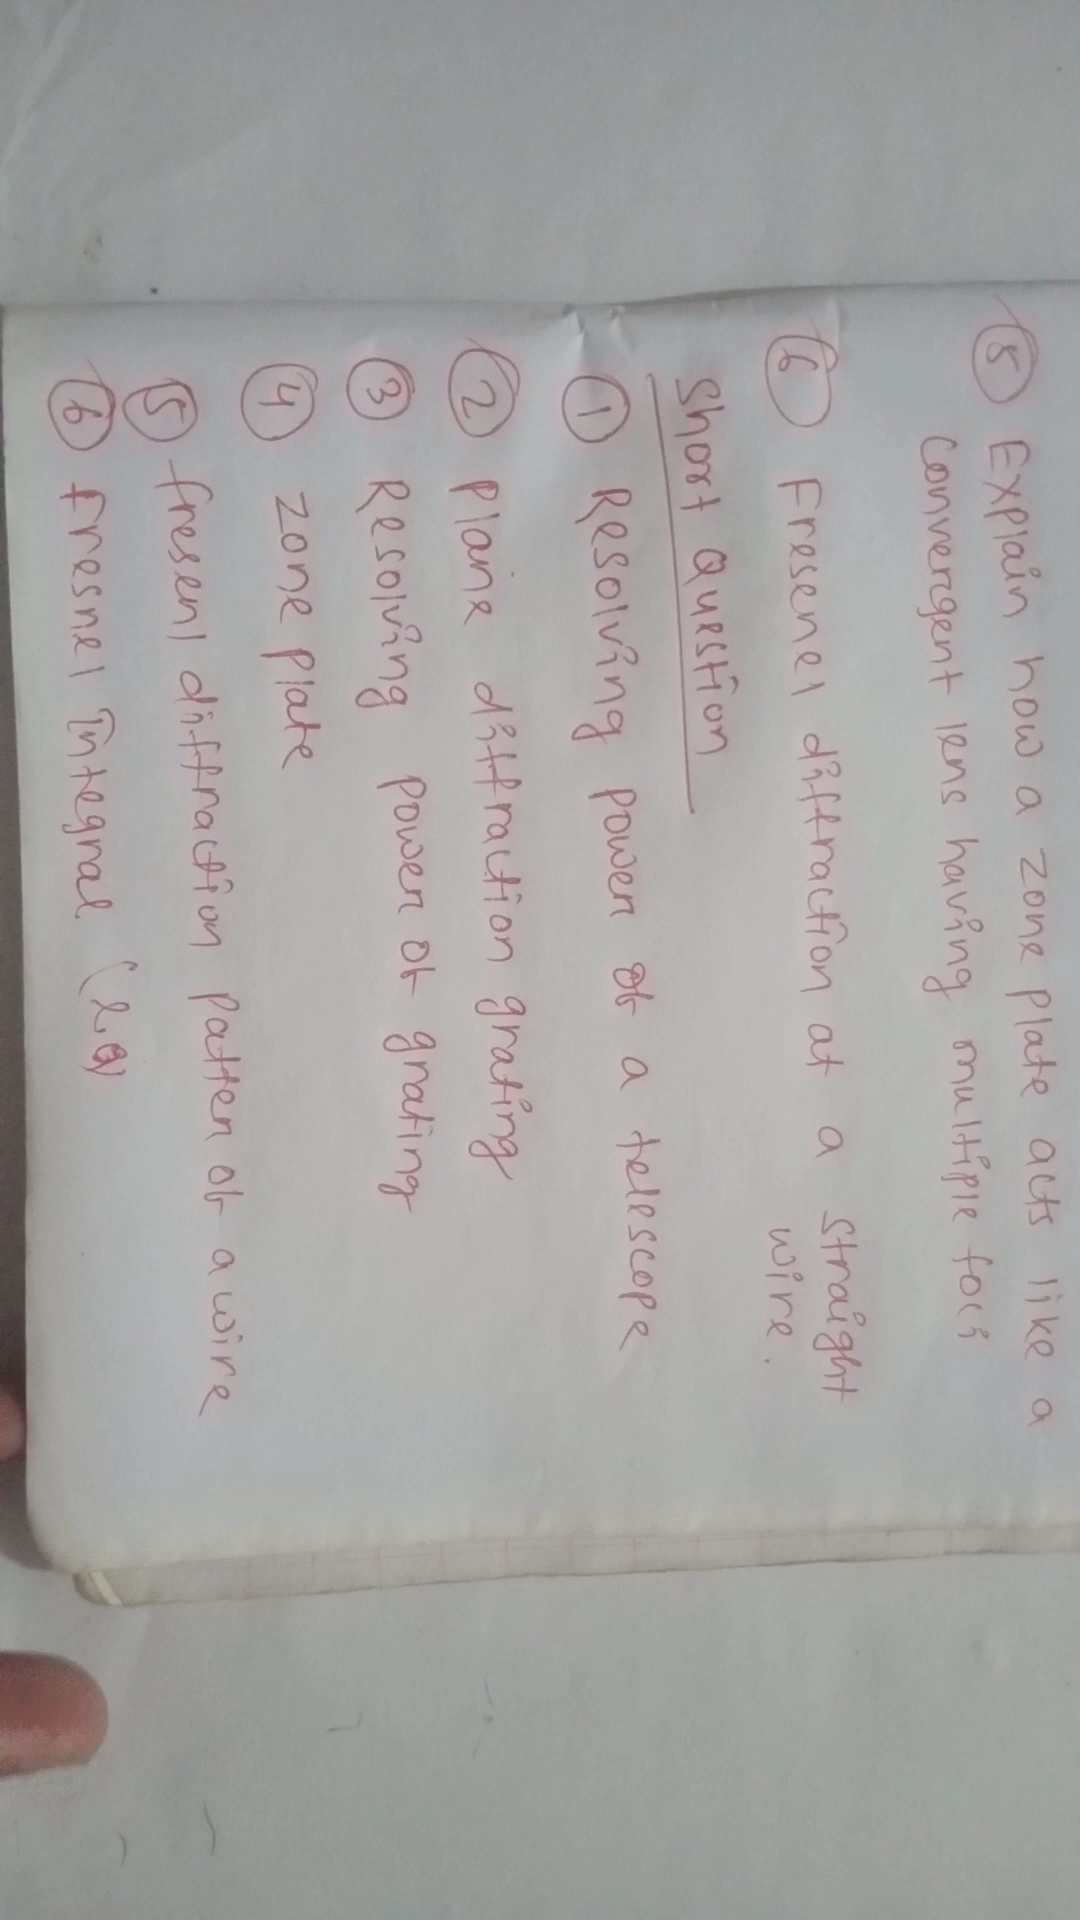 ⑤ Explain how a zone plate acts like a
convergent lens having multiple foci
⑥ Fresenel diffraction at a straight
wire.
Short Question
① Resolving power of a telescope
② Plane diffraction grating
③ Resolving power of grating
④ zone plate
⑤ fresenl diffraction patten of a wire
⑥ fresnel integral